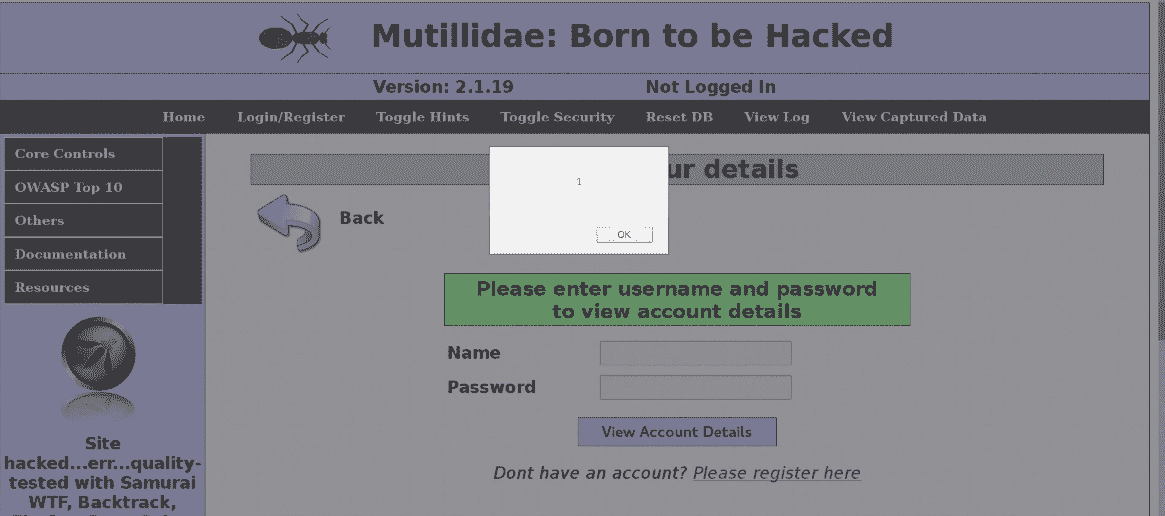 Mutillidae: Born to be Hacked
Version: 2.1.19 Not Logged In
Home Login/Register Toggle Hints Toggle Security Reset DB View Log View Captured Data
Core Controls
OWASP Top 10
Others
Documentation
Resources
Site
hacked...err...quality-
tested with Samurai
WTF, Backtrack,
ur details
1
OK
Back
Please enter username and password
to view account details
Name
Password
View Account Details
Dont have an account? Please register here